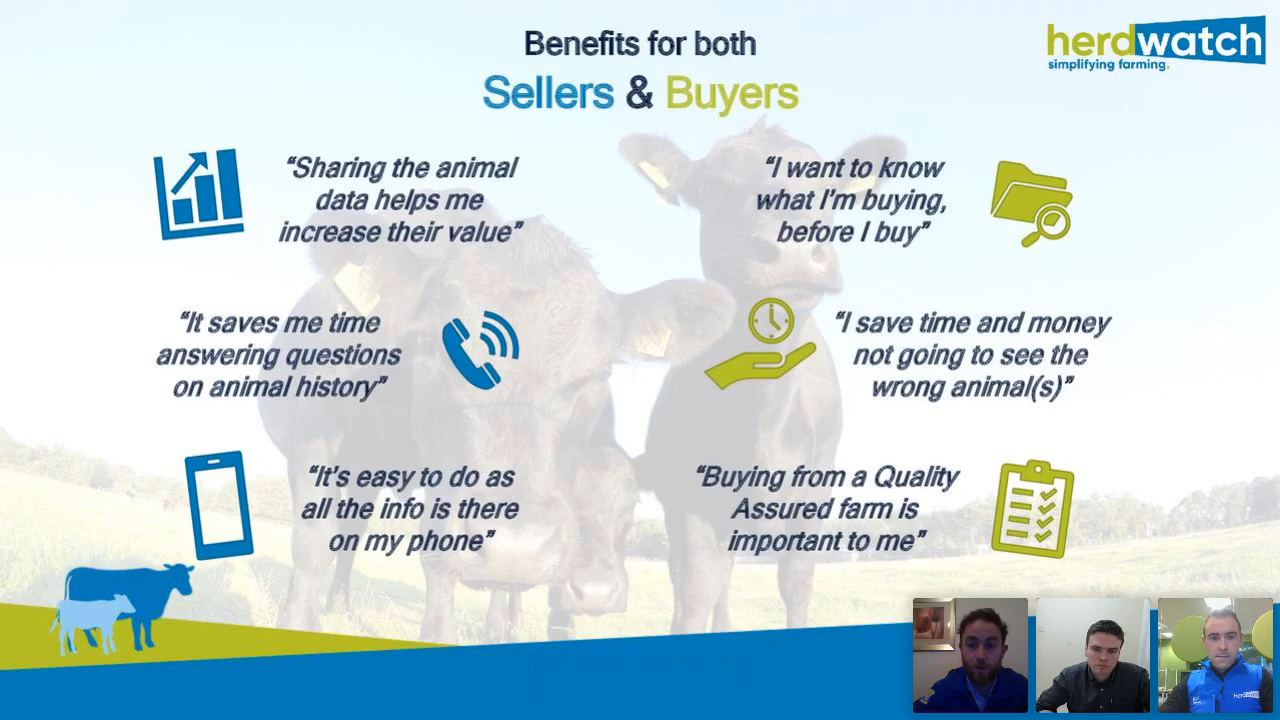 Benefits for both
Sellers & Buyers
herdwatch
simplifying farming.
“Sharing the animal
data helps me
increase their value”
“It saves me time
answering questions
on animal history”
“It’s easy to do as
all the info is there
on my phone”
“I want to know
what I’m buying,
before I buy”
“I save time and money
not going to see the
wrong animal(s)”
“Buying from a Quality
Assured farm is
important to me”